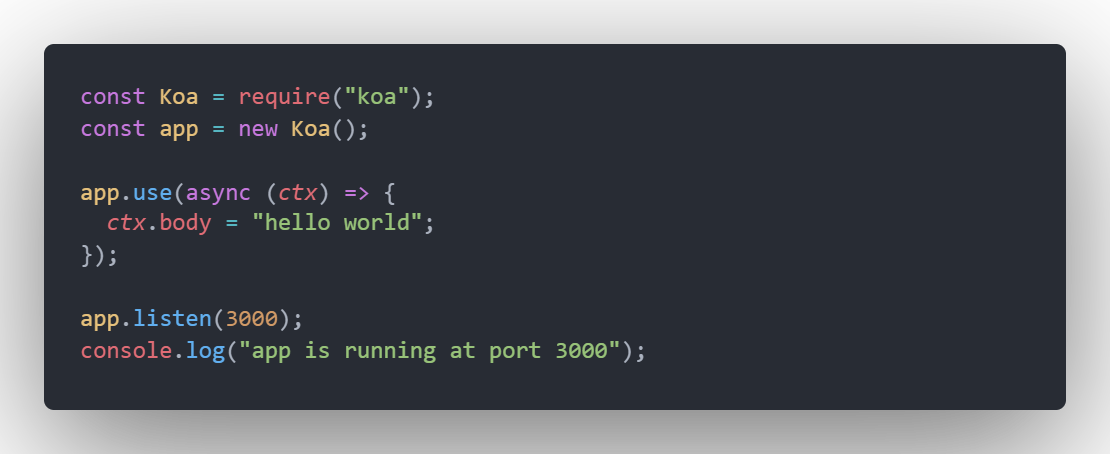 const Koa = require("koa");
const app = new Koa();

app.use(async (ctx) => {
  ctx.body = "hello world";
});

app.listen(3000);
console.log("app is running at port 3000");